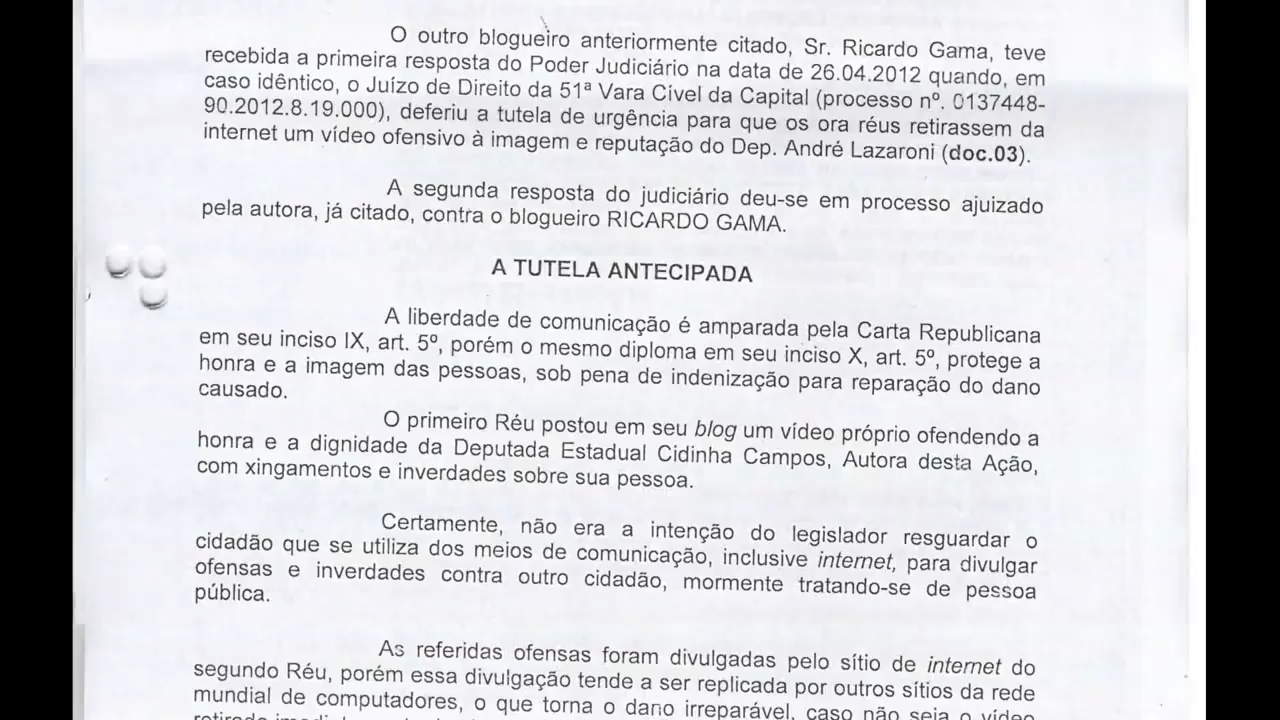 O outro blogueiro anteriormente citado, Sr. Ricardo Gama, teve
recebida a primeira resposta do Poder Judiciário na data de 26.04.2012 quando, em
caso idêntico, o Juízo de Direito da 51ª Vara Cível da Capital (processo nº. 0137448-
90.2012.8.19.000), deferiu a tutela de urgência para que os ora réus retirassem da
internet um vídeo ofensivo à imagem e reputação do Dep. André Lazaroni (doc.03).
A segunda resposta do judiciário deu-se em processo ajuizado
pela autora, já citado, contra o blogueiro RICARDO GAMA.
A TUTELA ANTECIPADA
A liberdade de comunicação é amparada pela Carta Republicana
em seu inciso IX, art. 5º, porém o mesmo diploma em seu inciso X, art. 5º, protege a
honra e a imagem das pessoas, sob pena de indenização para reparação do dano
causado.
O primeiro Réu postou em seu blog um vídeo próprio ofendendo a
honra e a dignidade da Deputada Estadual Cidinha Campos, Autora desta Ação,
com xingamentos e inverdades sobre sua pessoa.
Certamente, não era a intenção do legislador resguardar o
cidadão que se utiliza dos meios de comunicação, inclusive internet, para divulgar
ofensas e inverdades contra outro cidadão, mormente tratando-se de pessoa
pública.
As referidas ofensas foram divulgadas pelo sítio de internet do
segundo Réu, porém essa divulgação tende a ser replicada por outros sítios da rede
mundial de computadores, o que torna o dano irreparável, caso não seja o vídeo